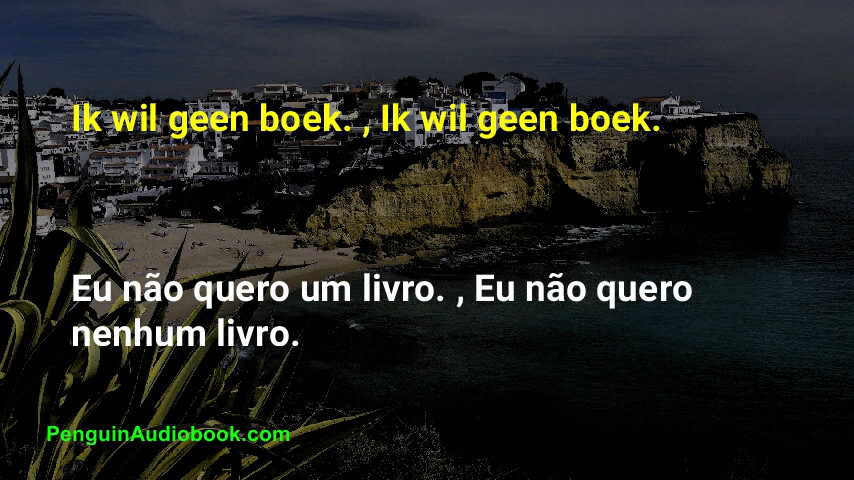 Ik wil geen boek. , Ik wil geen boek.
Eu não quero um livro. , Eu não quero
nenhum livro.
PenguinAudiobook.com